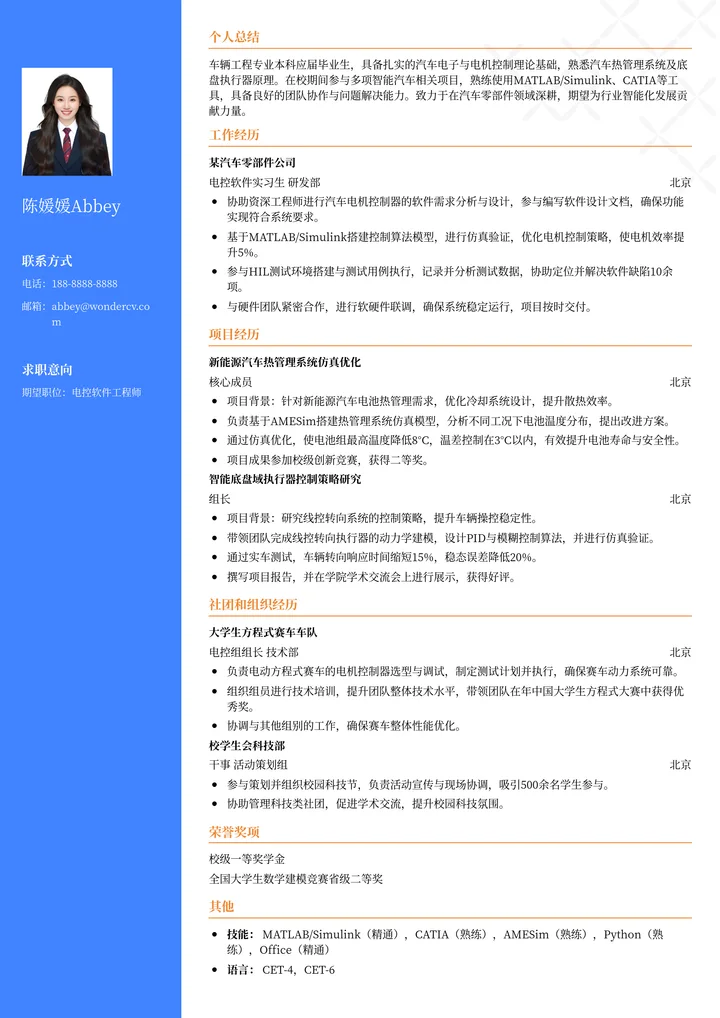 陈媛媛Abbey
联系方式
电话：188-8888-8888
邮箱：abbey@wondercv.co
m
求职意向
期望职位：电控软件工程师
个人总结
车辆工程专业本科应届毕业生，具备扎实的汽车电子与电机控制理论基础，熟悉汽车热管理系统及底
盘执行器原理。在校期间参与多项智能汽车相关项目，熟练使用MATLAB/Simulink、CATIA等工
具，具备良好的团队协作与问题解决能力。致力于在汽车零部件领域深耕，期望为行业智能化发展贡
献力量。
工作经历
某汽车零部件公司
电控软件实习生 研发部 北京
• 协助资深工程师进行汽车电机控制器的软件需求分析与设计，参与编写软件设计文档，确保功能
实现符合系统要求。
• 基于MATLAB/Simulink搭建控制算法模型，进行仿真验证，优化电机控制策略，使电机效率提
升5%。
• 参与HIL测试环境搭建与测试用例执行，记录并分析测试数据，协助定位并解决软件缺陷10余
项。
• 与硬件团队紧密合作，进行软硬件联调，确保系统稳定运行，项目按时交付。
项目经历
新能源汽车热管理系统仿真优化
核心成员 北京
• 项目背景：针对新能源汽车电池热管理需求，优化冷却系统设计，提升散热效率。
• 负责基于AMESim搭建热管理系统仿真模型，分析不同工况下电池温度分布，提出改进方案。
• 通过仿真优化，使电池组最高温度降低8°C，温差控制在3°C以内，有效提升电池寿命与安全性。
• 项目成果参加校级创新竞赛，获得二等奖。
智能底盘域执行器控制策略研究
组长 北京
• 项目背景：研究线控转向系统的控制策略，提升车辆操控稳定性。
• 带领团队完成线控转向执行器的动力学建模，设计PID与模糊控制算法，并进行仿真验证。
• 通过实车测试，车辆转向响应时间缩短15%，稳态误差降低20%。
• 撰写项目报告，并在学院学术交流会上进行展示，获得好评。
社团和组织经历
大学生方程式赛车车队
电控组组长 技术部 北京
• 负责电动方程式赛车的电机控制器选型与调试，制定测试计划并执行，确保赛车动力系统可靠。
• 组织组员进行技术培训，提升团队整体技术水平，带领团队在年中国大学生方程式大赛中获得优
秀奖。
• 协调与其他组别的工作，确保赛车整体性能优化。
校学生会科技部
干事 活动策划组 北京
• 参与策划并组织校园科技节，负责活动宣传与现场协调，吸引500余名学生参与。
• 协助管理科技类社团，促进学术交流，提升校园科技氛围。
荣誉奖项
校级一等奖学金
全国大学生数学建模竞赛省级二等奖
其他
• 技能： MATLAB/Simulink（精通）, CATIA（熟练）, AMESim（熟练）, Python（熟
练）, Office（精通）
• 语言： CET-4，CET-6